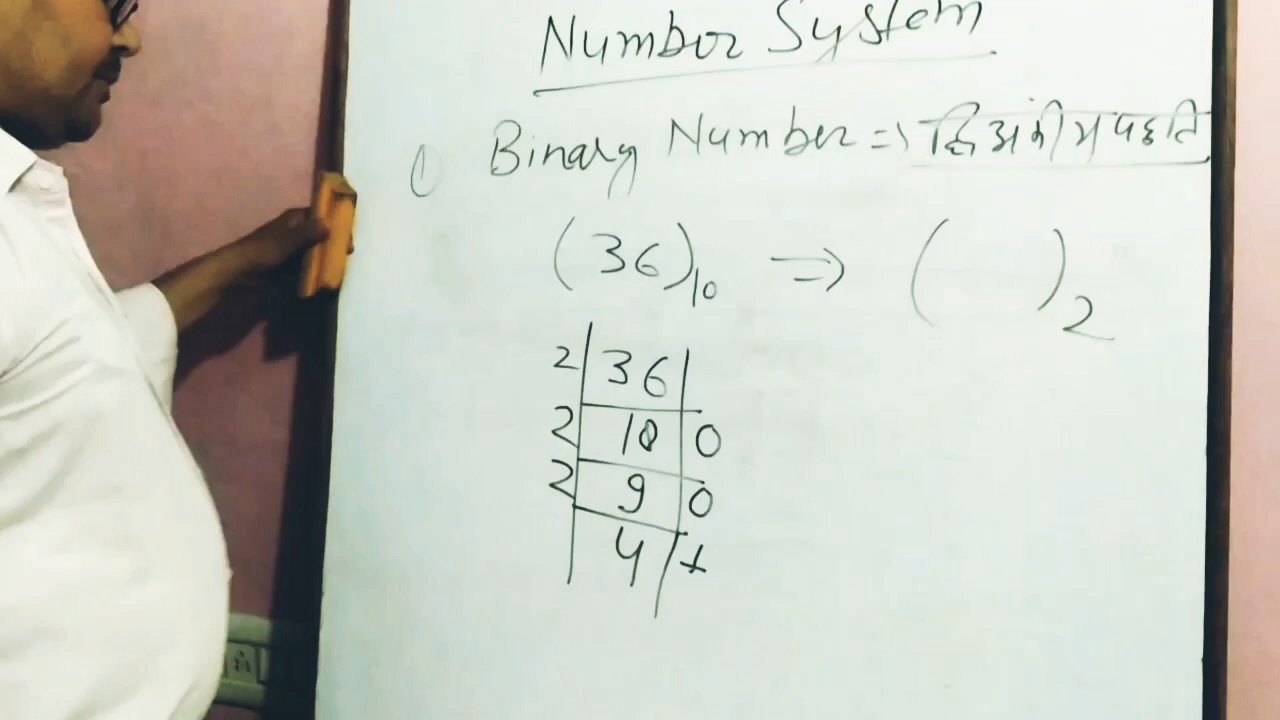 Number System
① Binary Number => द्विअंकीय पद्धति
(36)10 => ( )2
2 | 36 |
2 | 18 | 0
2 | 9 | 0
| 4 | 1